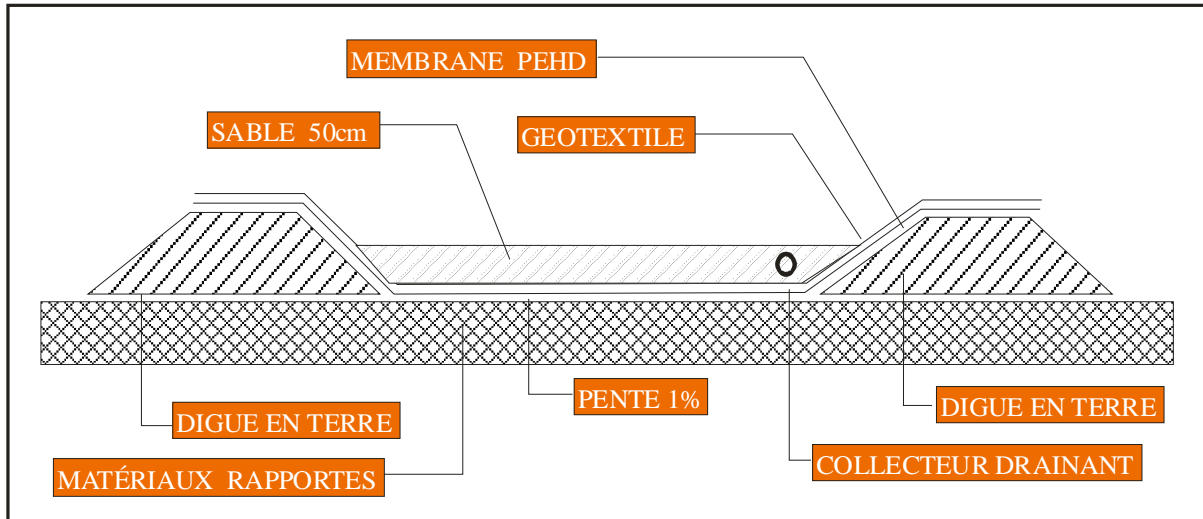 MEMBRANE PEHD
SABLE 50cm
GEOTEXTILE
PENTE 1%
DIGUE EN TERRE
DIGUE EN TERRE
MATÉRIAUX RAPPORTES
COLLECTEUR DRAINANT